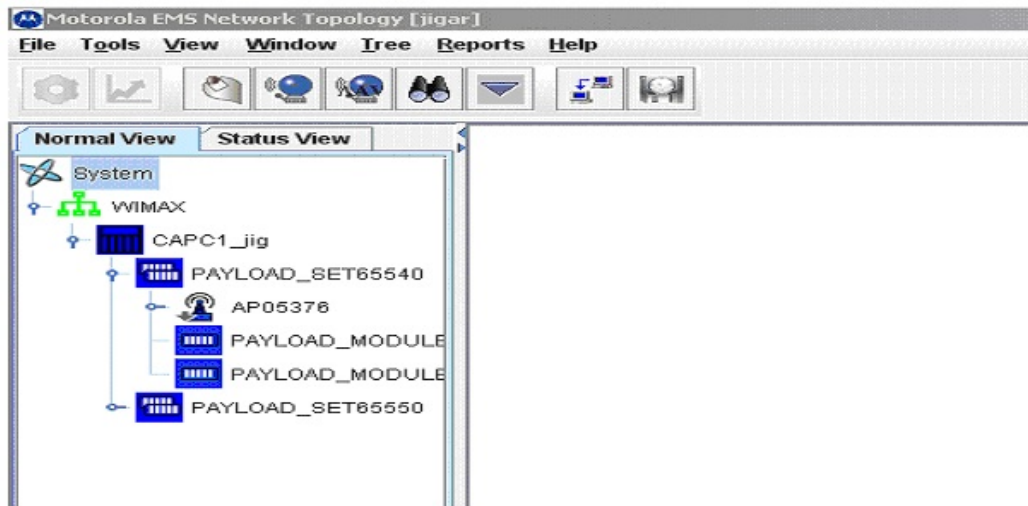 Motorola EMS Network Topology [jigar]
File Tools View Window Tree Reports Help
Normal View Status View
System
WIMAX
CAPC1_jig
PAYLOAD_SET65540
AP05376
PAYLOAD_MODULE
PAYLOAD_MODULE
PAYLOAD_SET65550